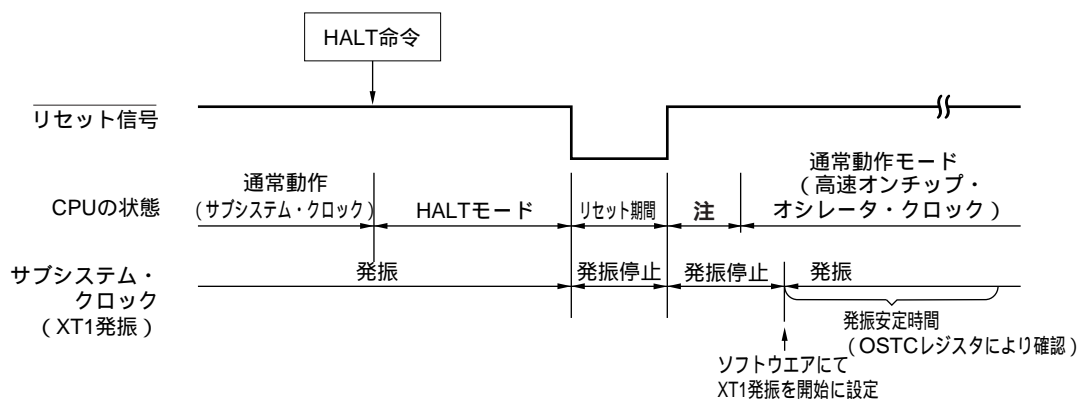 HALT命令
リセット信号
通常動作モード
(高速オンチップ・
オシレータ・クロック)
通常動作
(サブシステム・クロック)
CPUの状態
HALTモード
リセット期間
注
サブシステム・
クロック
(XT1発振)
発振
発振停止
発振停止
発振
発振安定時間
(OSTCレジスタにより確認)
ソフトウエアにて
XT1発振を開始に設定